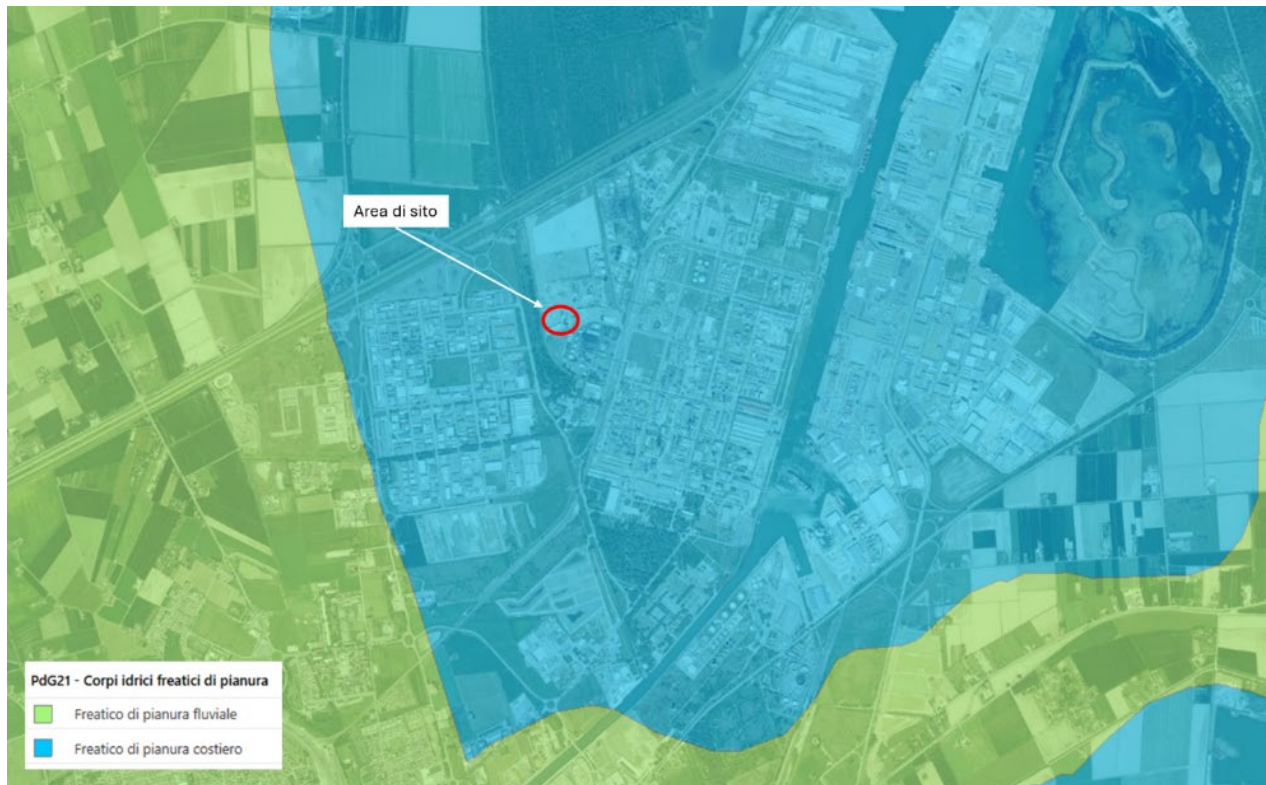 Area di sito
PdG21 - Corpi idrici freatici di pianura
Freatico di pianura fluviale
Freatico di pianura costiero